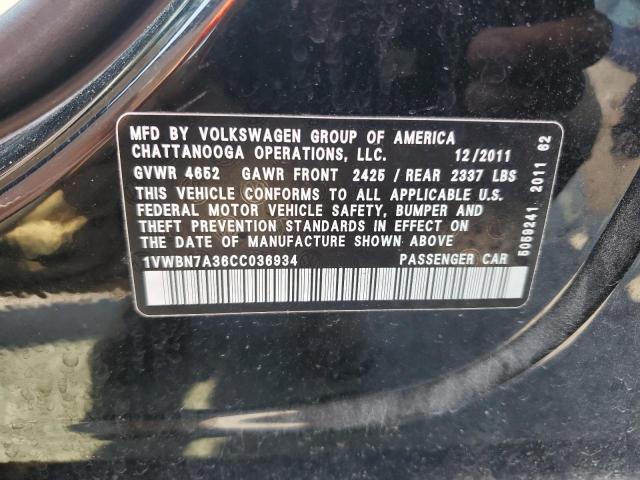 MFD BY VOLKSWAGEN GROUP OF AMERICA
CHATTANOOGA OPERATIONS, LLC. 12/2011
GVWR 4652 GAWR FRONT 2425 / REAR 2337 LBS
THIS VEHICLE CONFORMS TO ALL APPLICABLE U.S.
FEDERAL MOTOR VEHICLE SAFETY, BUMPER AND
THEFT PREVENTION STANDARDS IN EFFECT ON
THE DATE OF MANUFACTURE SHOWN ABOVE
1VWBN7A36CC036934 PASSENGER CAR
5059241 2011 62